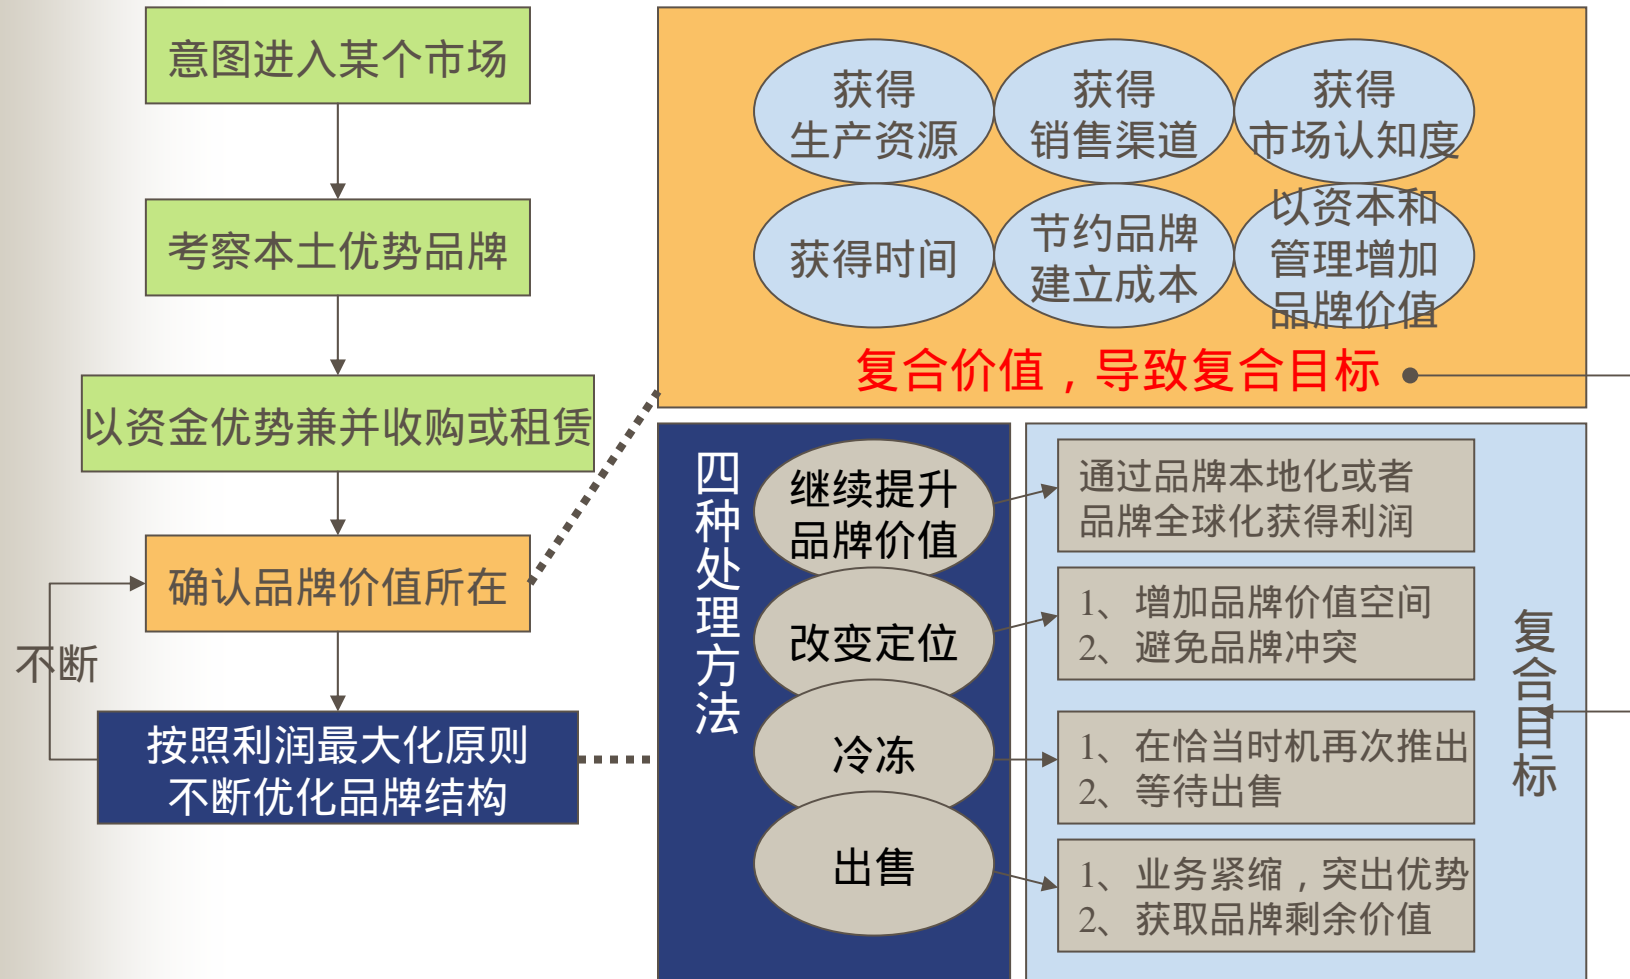 意图进入某个市场
考察本土优势品牌
以资金优势兼并收购或租赁
确认品牌价值所在
不断
按照利润最大化原则
不断优化品牌结构
获得
生产资源
获得
销售渠道
获得
市场认知度
获得时间
节约品牌
建立成本
以资本和
管理增加
品牌价值
复合价值，导致复合目标
四种处理方法
继续提升
品牌价值
改变定位
冷冻
出售
通过品牌本地化或者
品牌全球化获得利润
1、增加品牌价值空间
2、避免品牌冲突
1、在恰当时机再次推出
2、等待出售
1、业务紧缩，突出优势
2、获取品牌剩余价值
复合目标